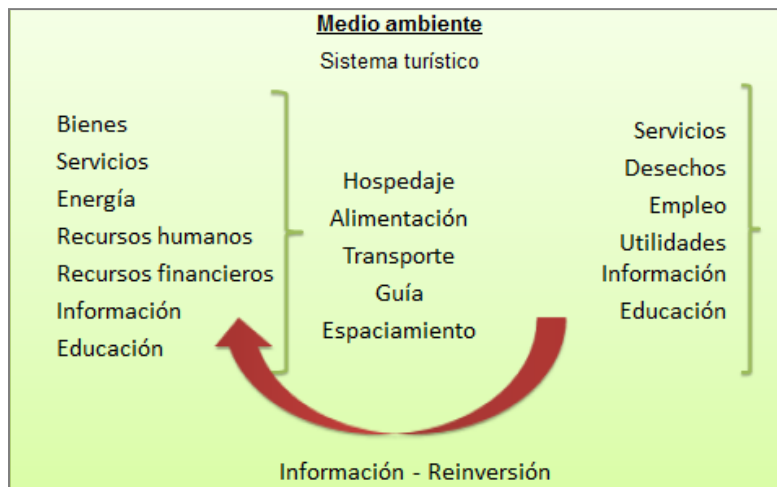 Medio ambiente
Sistema turístico
Bienes
Servicios
Energía
Recursos humanos
Recursos financieros
Información
Educación
Hospedaje
Alimentación
Transporte
Guía
Espaciamiento
Servicios
Desechos
Empleo
Utilidades
Información
Educación
Información - Reinversión